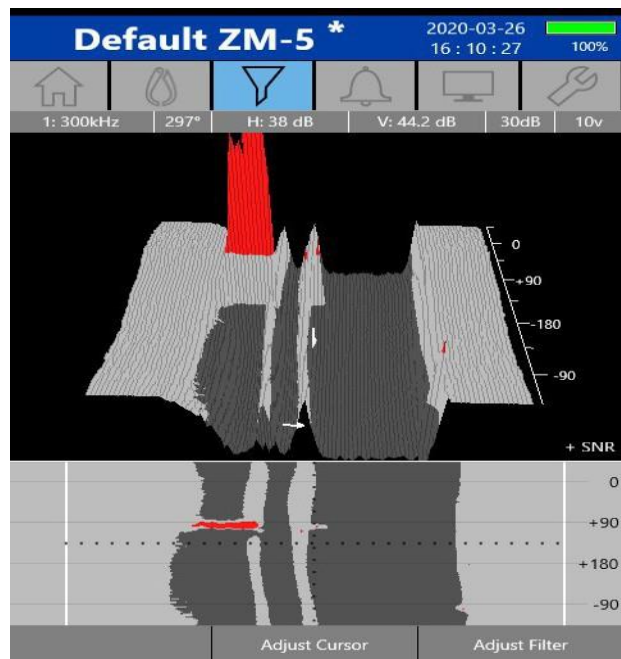 Default ZM-5 *
2020-03-26
16 : 10 : 27
100%
1: 300kHz 297° H: 38 dB V: 44.2 dB 30dB 10v
0
+90
-180
-90
+ SNR
0
+90
+180
-90
Adjust Cursor Adjust Filter